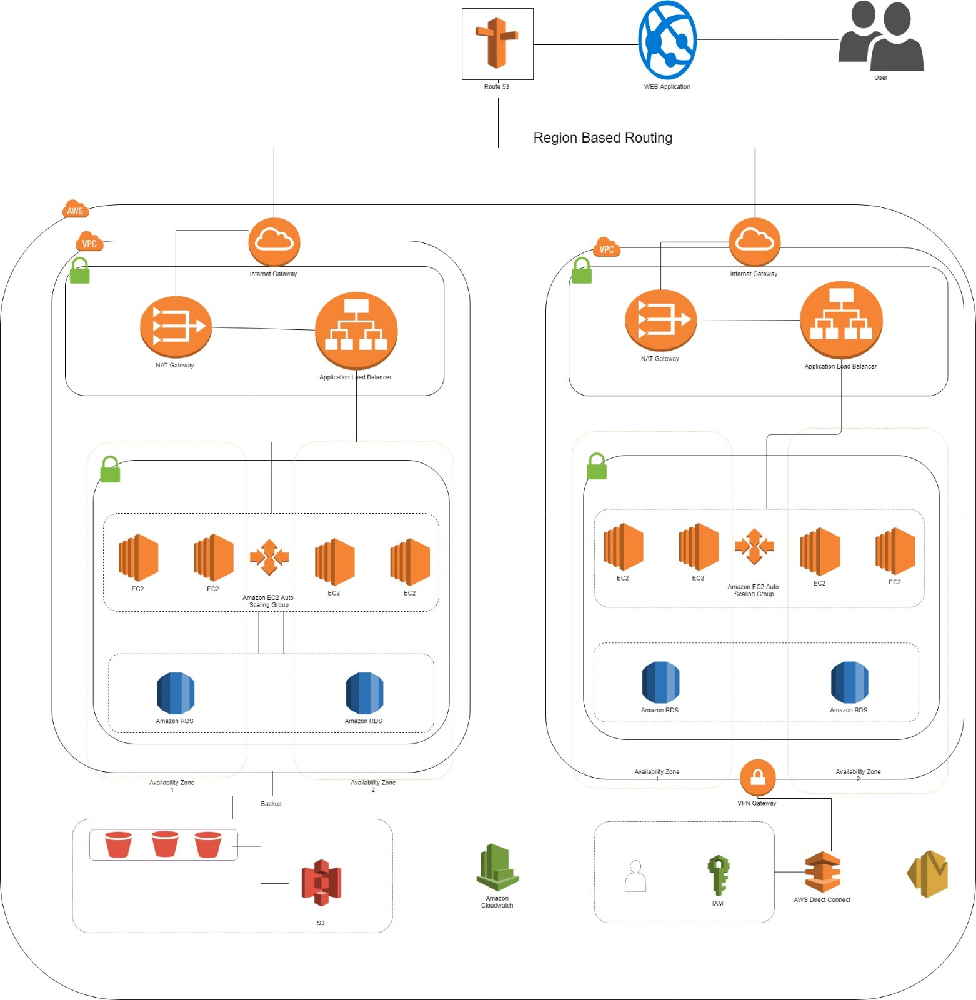 Route 53
WEB Application
User
Region Based Routing
AWS
VPC
VPC
Internet Gateway
Internet Gateway
NAT Gateway
Application Load Balancer
NAT Gateway
Application Load Balancer
EC2
EC2
EC2
EC2
Amazon EC2 Auto
Scaling Group
EC2
EC2
EC2
EC2
Amazon EC2 Auto
Scaling Group
Amazon RDS
Amazon RDS
Amazon RDS
Amazon RDS
Availability Zone
1
Availability Zone
2
Availability Zone
1
Availability Zone
2
Backup
VPN Gateway
S3
Amazon
Cloudwatch
IAM
AWS Direct Connect